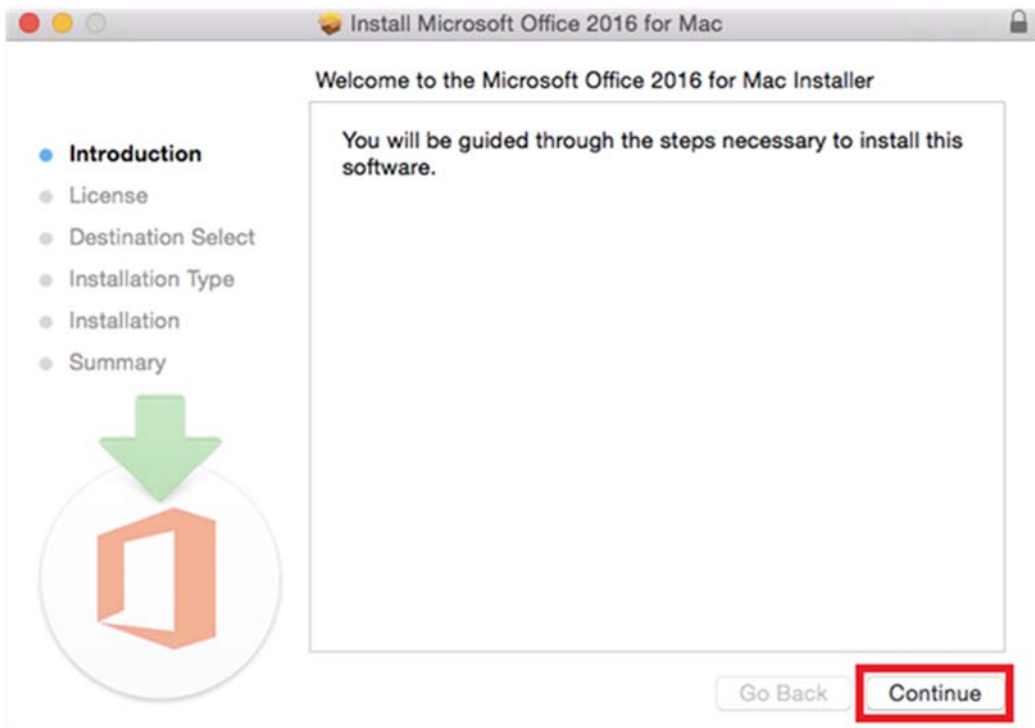 Install Microsoft Office 2016 for Mac
Welcome to the Microsoft Office 2016 for Mac Installer
Introduction
License
Destination Select
Installation Type
Installation
Summary
You will be guided through the steps necessary to install this
software.
Go Back
Continue